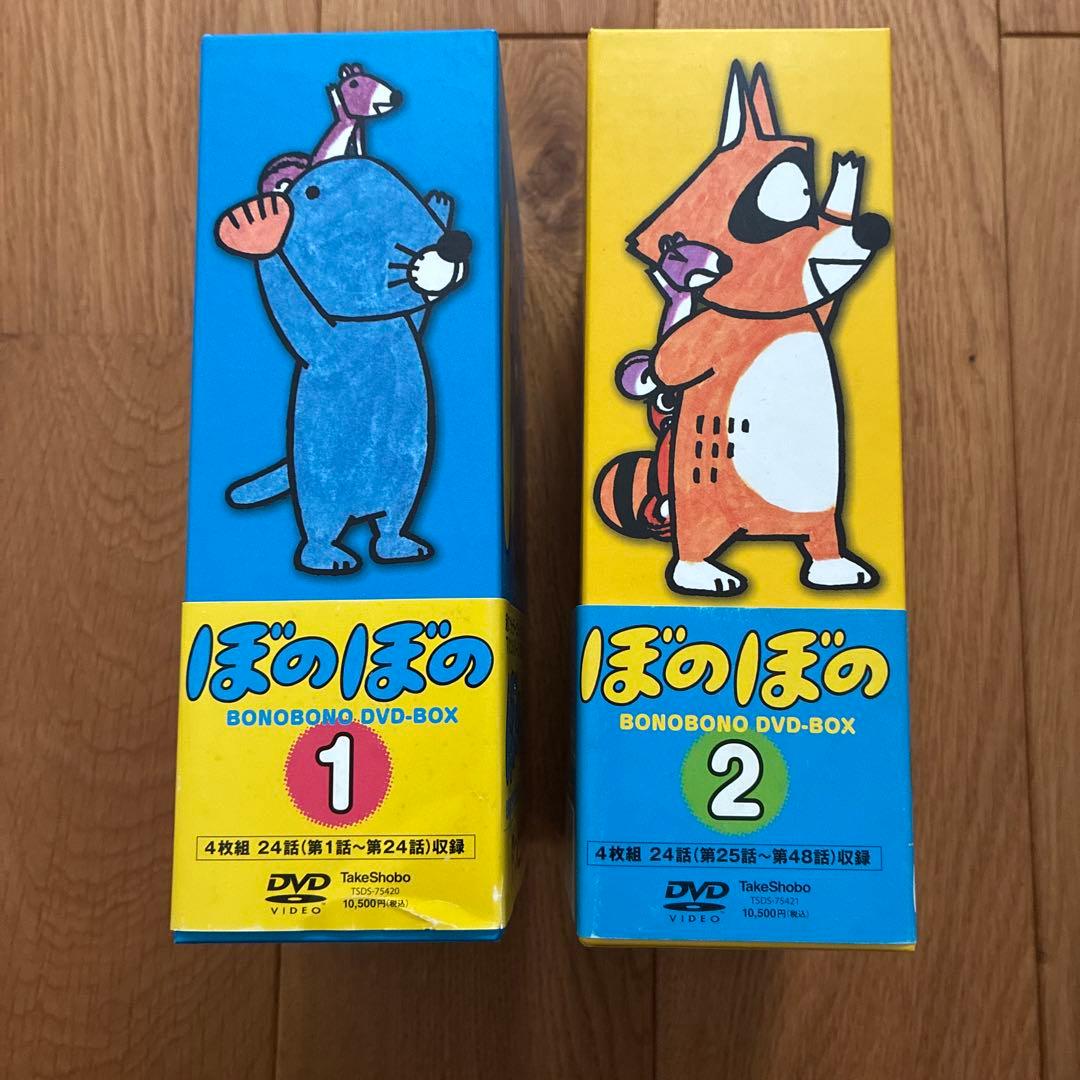 ぼのぼの
BONOBONO DVD-BOX
1
4枚組 24話(第1話～第24話)収録
DVD
VIDEO
TakeShobo
TSDS-75420
10,500円(税込)
ぼのぼの
BONOBONO DVD-BOX
2
4枚組 24話(第25話～第48話)収録
DVD
VIDEO
TakeShobo
TSDS-75421
10,500円(税込)